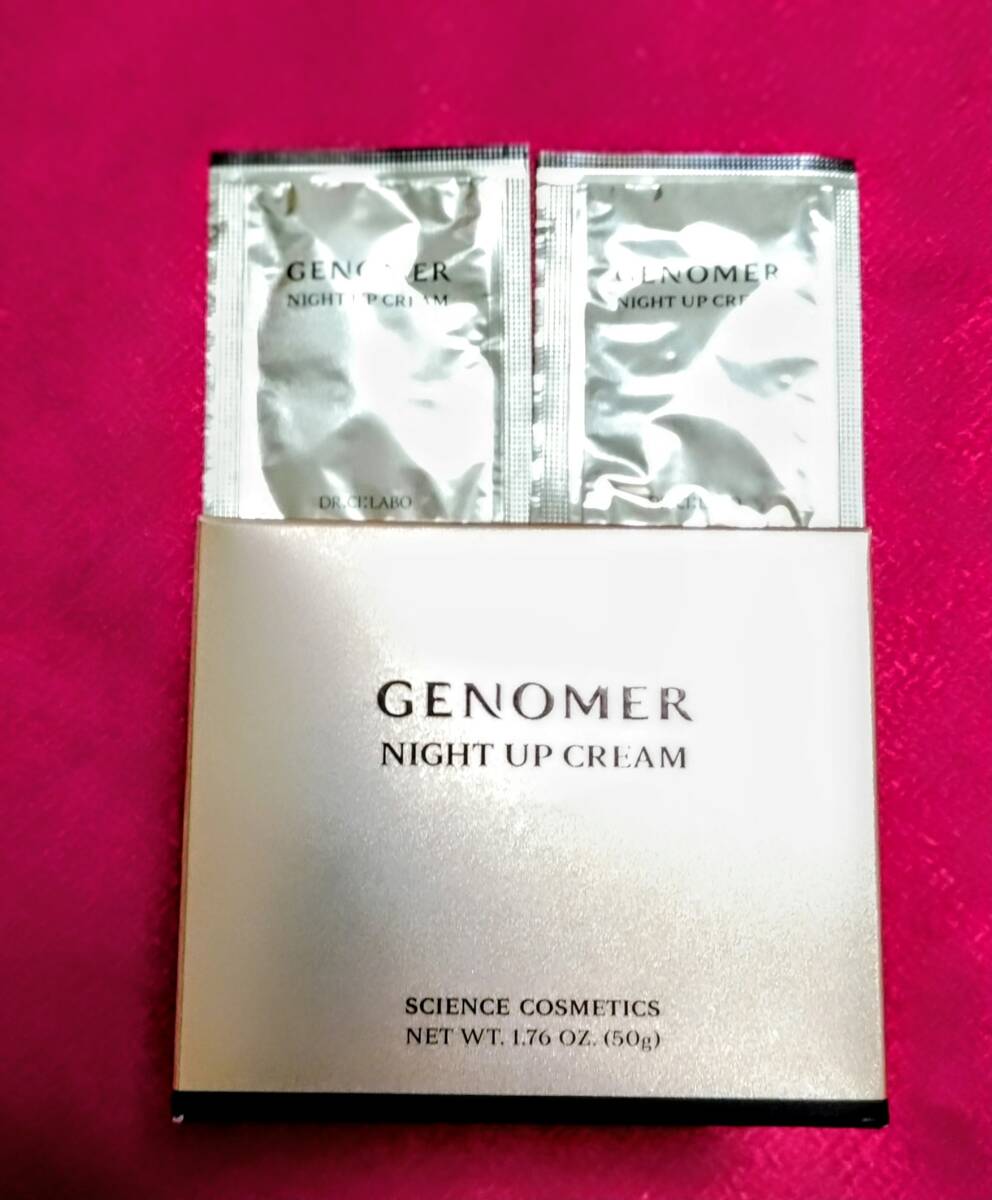 GENOMER
NIGHT UP CREAM
DR.CI:LABO
GENOMER
NIGHT UP
GENOMER
NIGHT UP CREAM
SCIENCE COSMETICS
NET WT. 1.76 OZ. (50g)